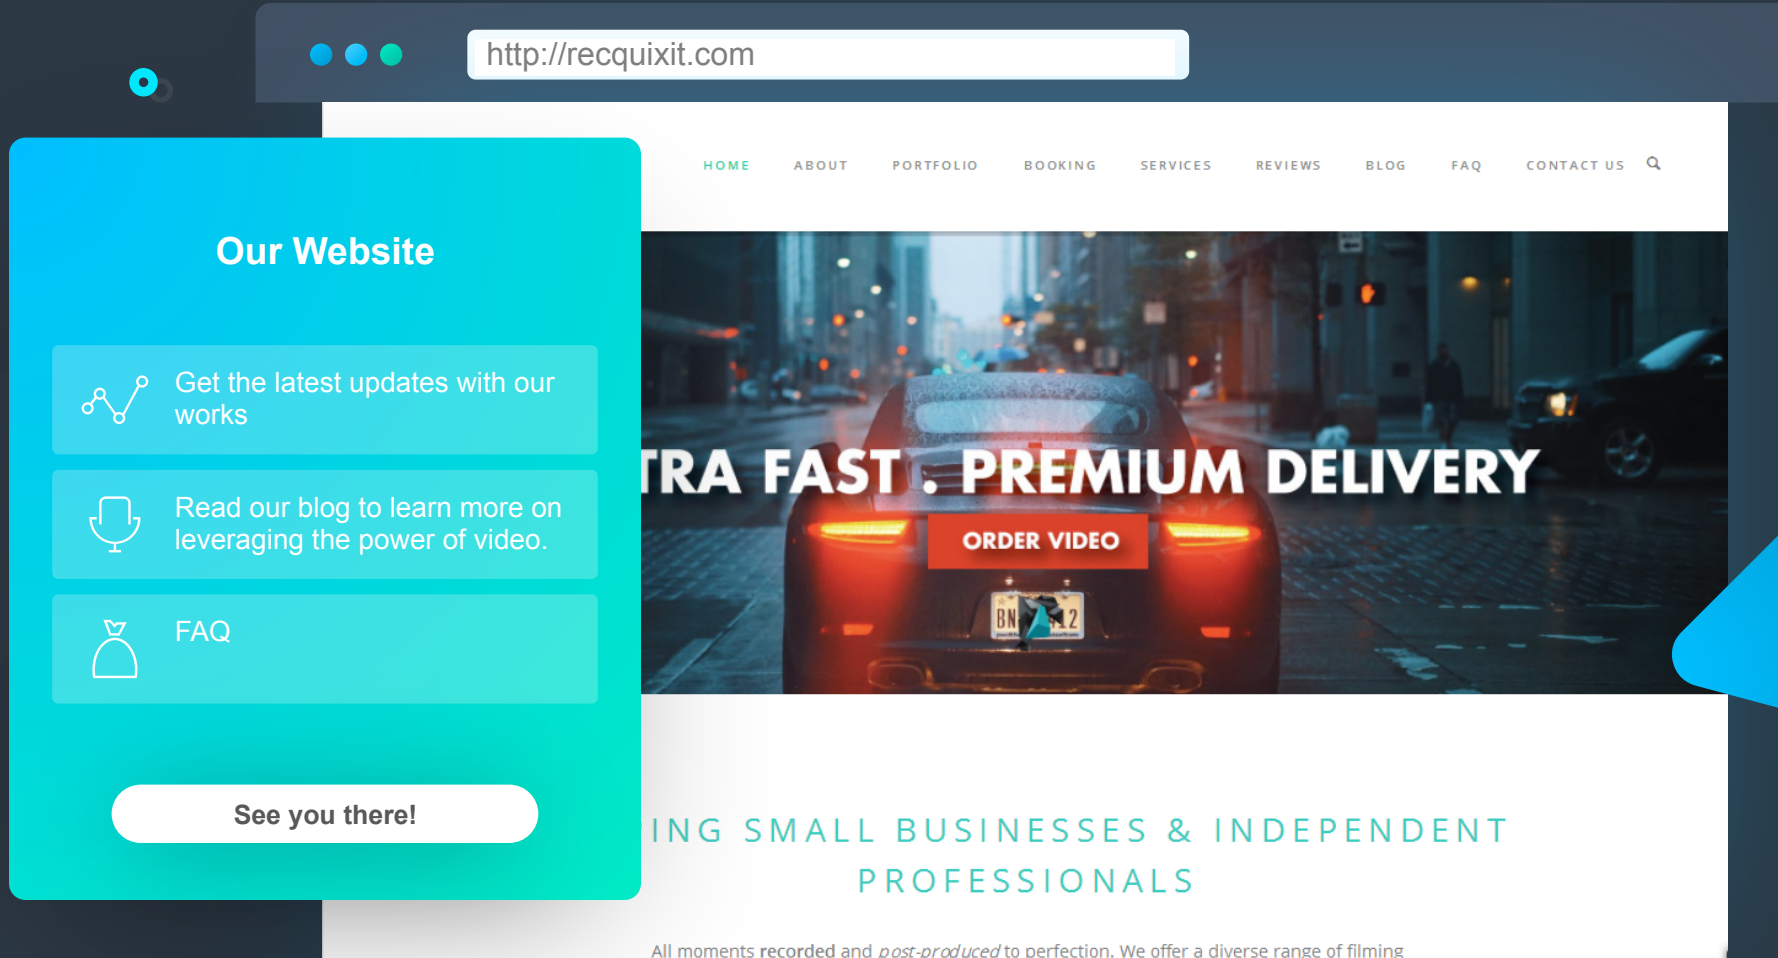 http://recquixit.com
HOME ABOUT PORTFOLIO BOOKING SERVICES REVIEWS BLOG FAQ CONTACT US
Our Website
Get the latest updates with our
works
Read our blog to learn more on
leveraging the power of video.
FAQ
See you there!
TRA FAST . PREMIUM DELIVERY
ORDER VIDEO
BN 12
ING SMALL BUSINESSES & INDEPENDENT
PROFESSIONALS
All moments recorded and post-produced to perfection. We offer a diverse range of filming